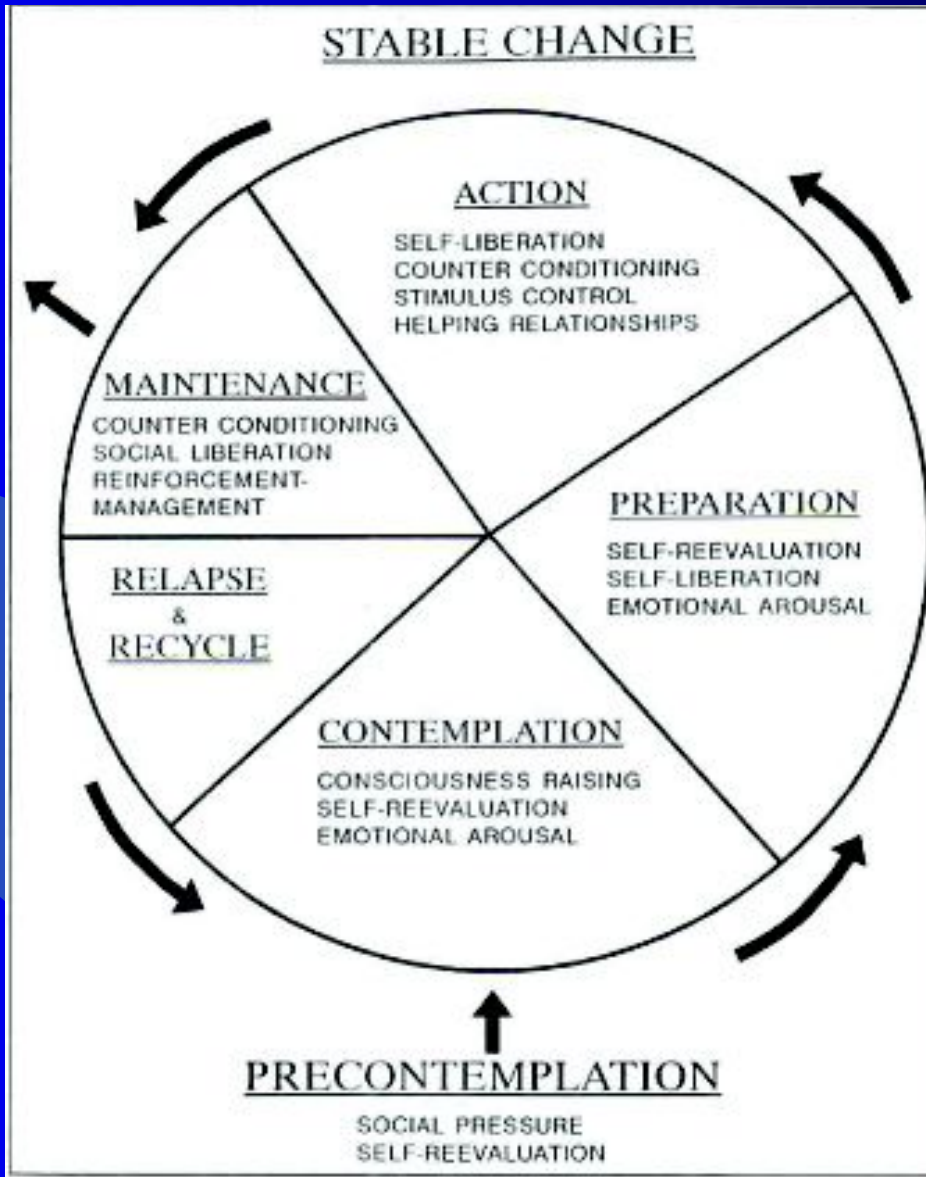 STABLE CHANGE
ACTION
SELF-LIBERATION
COUNTER CONDITIONING
STIMULUS CONTROL
HELPING RELATIONSHIPS
MAINTENANCE
COUNTER CONDITIONING
SOCIAL LIBERATION
REINFORCEMENT-
MANAGEMENT
PREPARATION
SELF-REEVALUATION
SELF-LIBERATION
EMOTIONAL AROUSAL
RELAPSE
&
RECYCLE
CONTEMPLATION
CONSCIOUSNESS RAISING
SELF-REEVALUATION
EMOTIONAL AROUSAL
PRECONTEMPLATION
SOCIAL PRESSURE
SELF-REEVALUATION